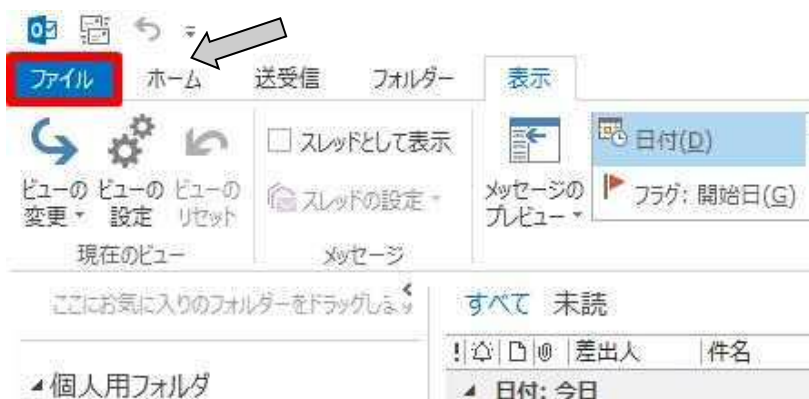 ファイル ホーム 送受信 フォルダー 表示
ビューの変更 ビューの設定 ビューのリセット
スレッドとして表示
スレッドの設定
メッセージのプレビュー
日付(D)
フラグ: 開始日(G)
現在のビュー メッセージ
ここにお気に入りのフォルダーをドラッグしま
すべて 未読
! 差出人 件名
個人用フォルダ
日付: 今日